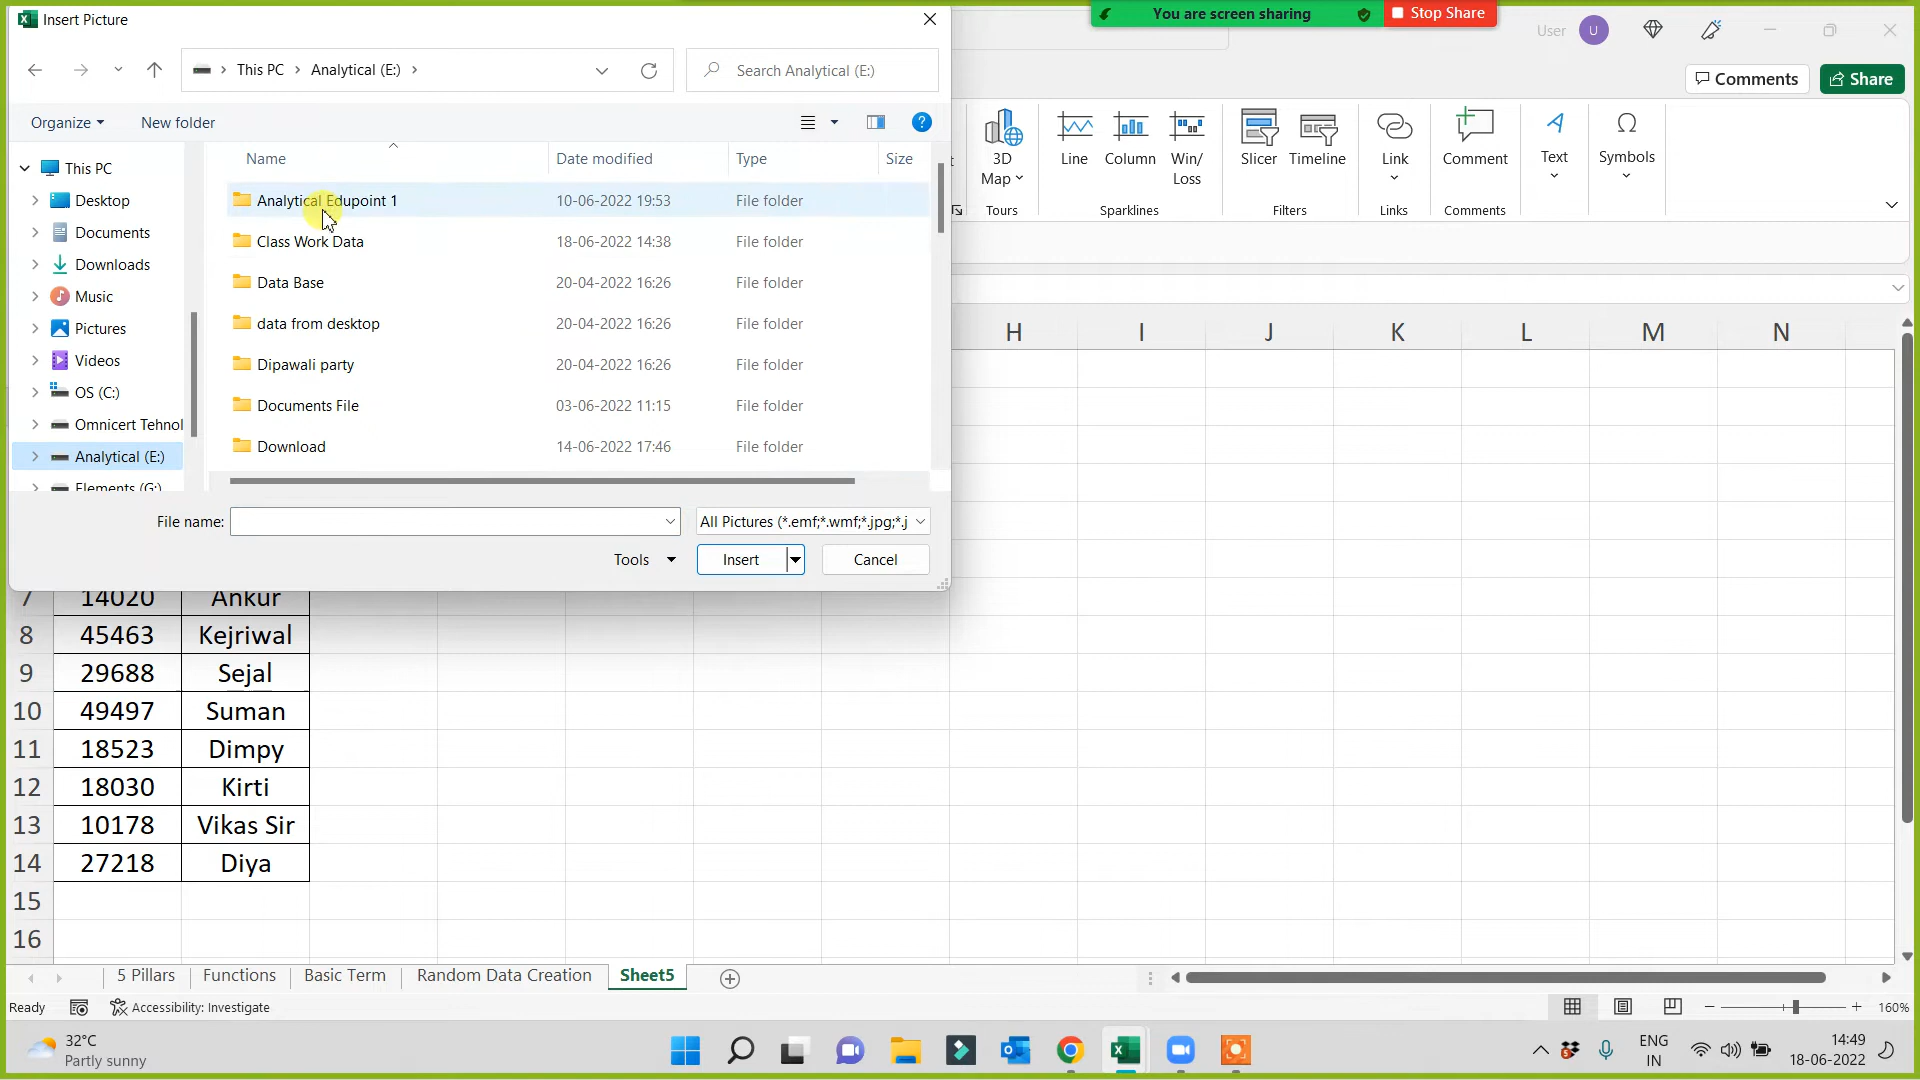 Insert Picture
You are screen sharing
Stop Share
User
U
This PC
Analytical (E:)
Search Analytical (E:)
Comments
Share
Organize
New folder
?
3D
Map
Line
Column
Win/
Loss
Slicer
Timeline
Link
Comment
Text
Symbols
Tours
Sparklines
Filters
Links
Comments
Name
Date modified
Type
Size
This PC
Desktop
Documents
Downloads
Music
Pictures
Videos
OS (C:)
Omnicert Tehnol
Analytical (E:)
Elements (G:)
Analytical Edupoint 1 10-06-2022 19:53 File folder
Class Work Data 18-06-2022 14:38 File folder
Data Base 20-04-2022 16:26 File folder
data from desktop 20-04-2022 16:26 File folder
Dipawali party 20-04-2022 16:26 File folder
Documents File 03-06-2022 11:15 File folder
Download 14-06-2022 17:46 File folder
File name:
All Pictures (*.emf;*.wmf;*.jpg;*.j
Tools
Insert
Cancel
H I J K L M N
7 14020 Ankur
8 45463 Kejriwal
9 29688 Sejal
10 49497 Suman
11 18523 Dimpy
12 18030 Kirti
13 10178 Vikas Sir
14 27218 Diya
15
16
5 Pillars
Functions
Basic Term
Random Data Creation
Sheet5
Ready
Accessibility: Investigate
160%
32°C
Partly sunny
ENG
IN
14:49
18-06-2022